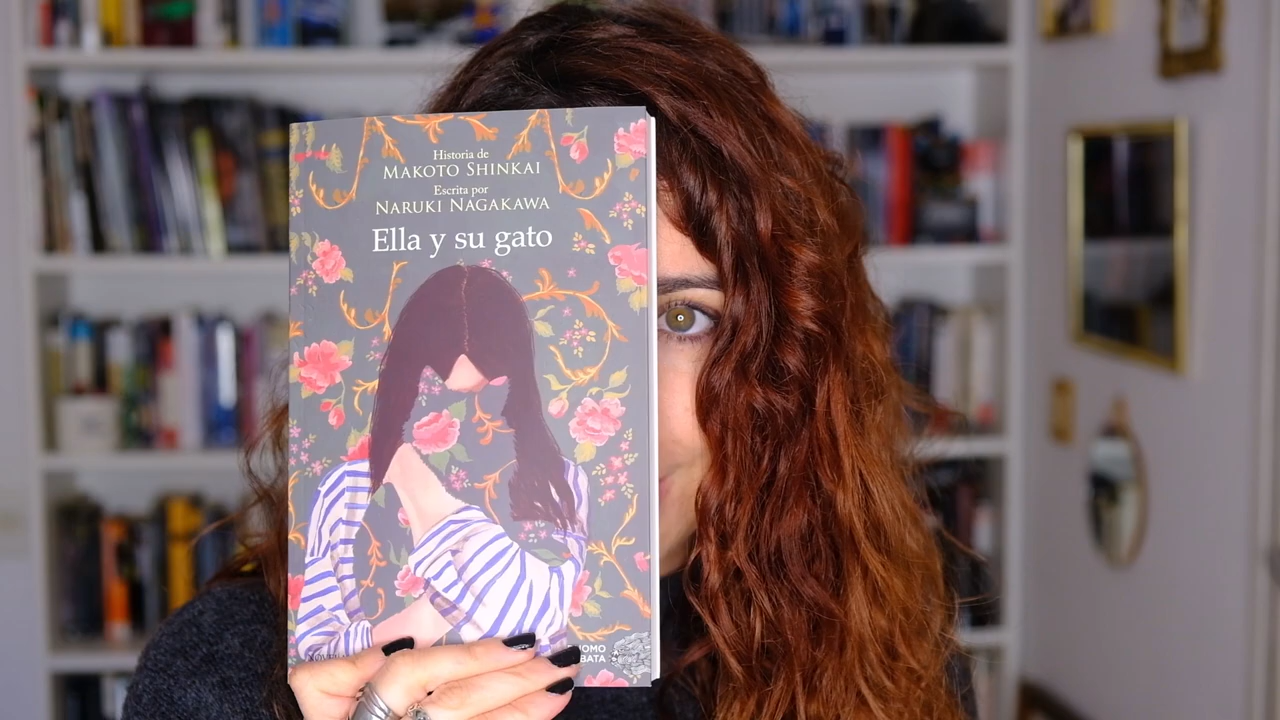 Historia de
MAKOTO SHINKAI
Escrita por
NARUKI NAGAKAWA
Ella y su gato